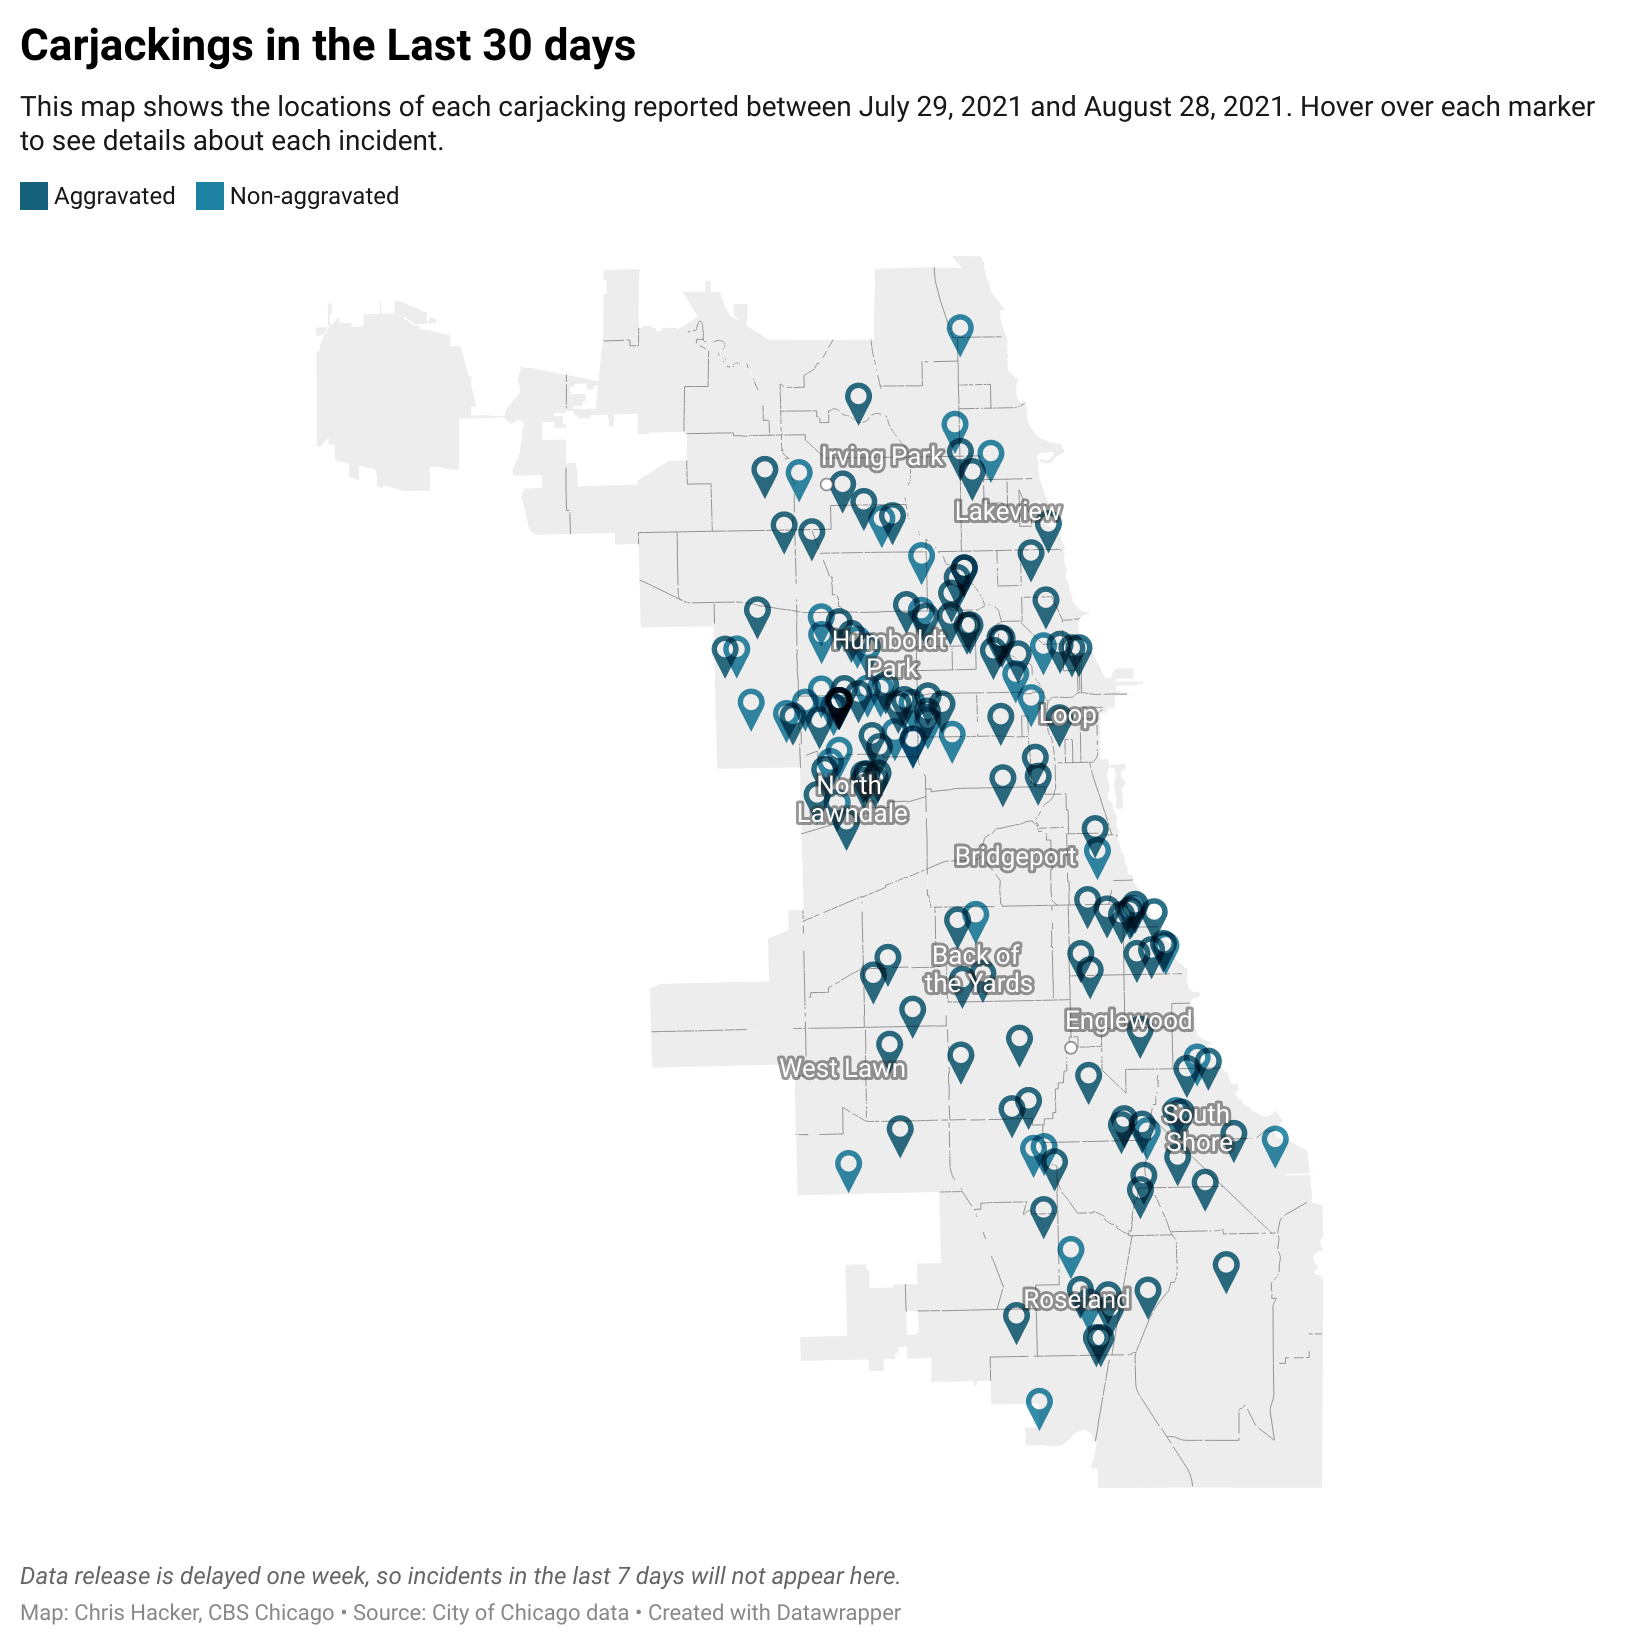 Carjackings in the Last 30 days
This map shows the locations of each carjacking reported between July 29, 2021 and August 28, 2021. Hover over each marker
to see details about each incident.
Aggravated
Non-aggravated
Irving Park
Lakeview
Humboldt
Park
Loop
North
Lawndale
Bridgeport
Back of
the Yards
Englewood
West Lawn
South
Shore
Roseland
Data release is delayed one week, so incidents in the last 7 days will not appear here.
Map: Chris Hacker, CBS Chicago • Source: City of Chicago data • Created with Datawrapper